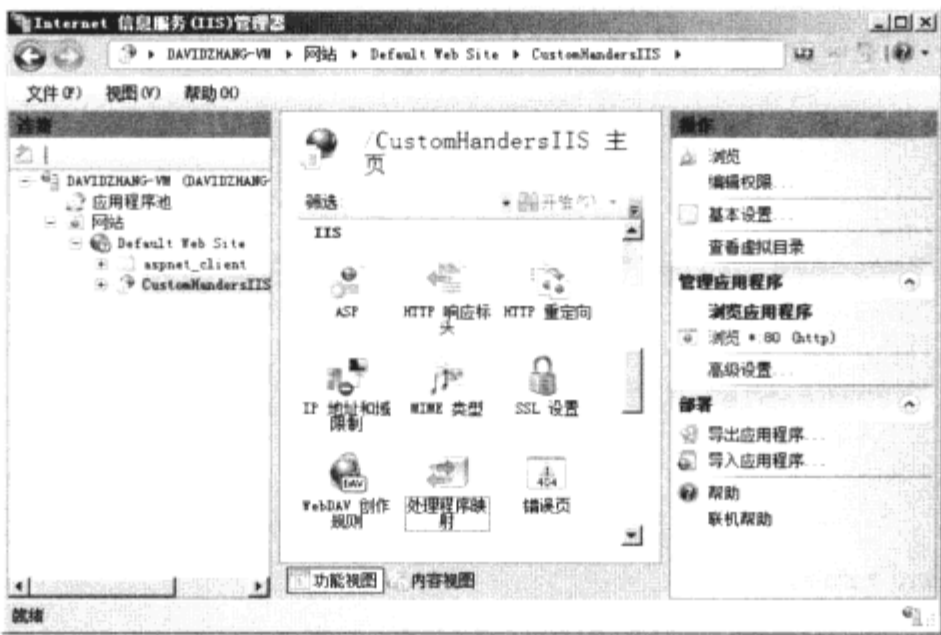 Internet 信息服务(IIS)管理器
DAVIDZHANG-VM ▸ 网站 ▸ Default Web Site ▸ CustomHandersIIS ▸
文件(F) 视图(V) 帮助(H)
连接
DAVIDZHANG-VM (DAVIDZHANG-
应用程序池
网站
Default Web Site
aspnet_client
CustomHandersIIS
/CustomHandersIIS 主
页
筛选: 开始(G)
IIS
ASP
HTTP 响应标
头
HTTP 重定向
IP 地址和域
限制
MIME 类型
SSL 设置
DAV
WebDAV 创作
规则
处理程序映
射
404
错误页
功能视图 内容视图
操作
浏览
编辑权限...
基本设置...
查看虚拟目录
管理应用程序
浏览应用程序
浏览 *:80 (http)
高级设置...
部署
导出应用程序...
导入应用程序...
帮助
联机帮助
就绪